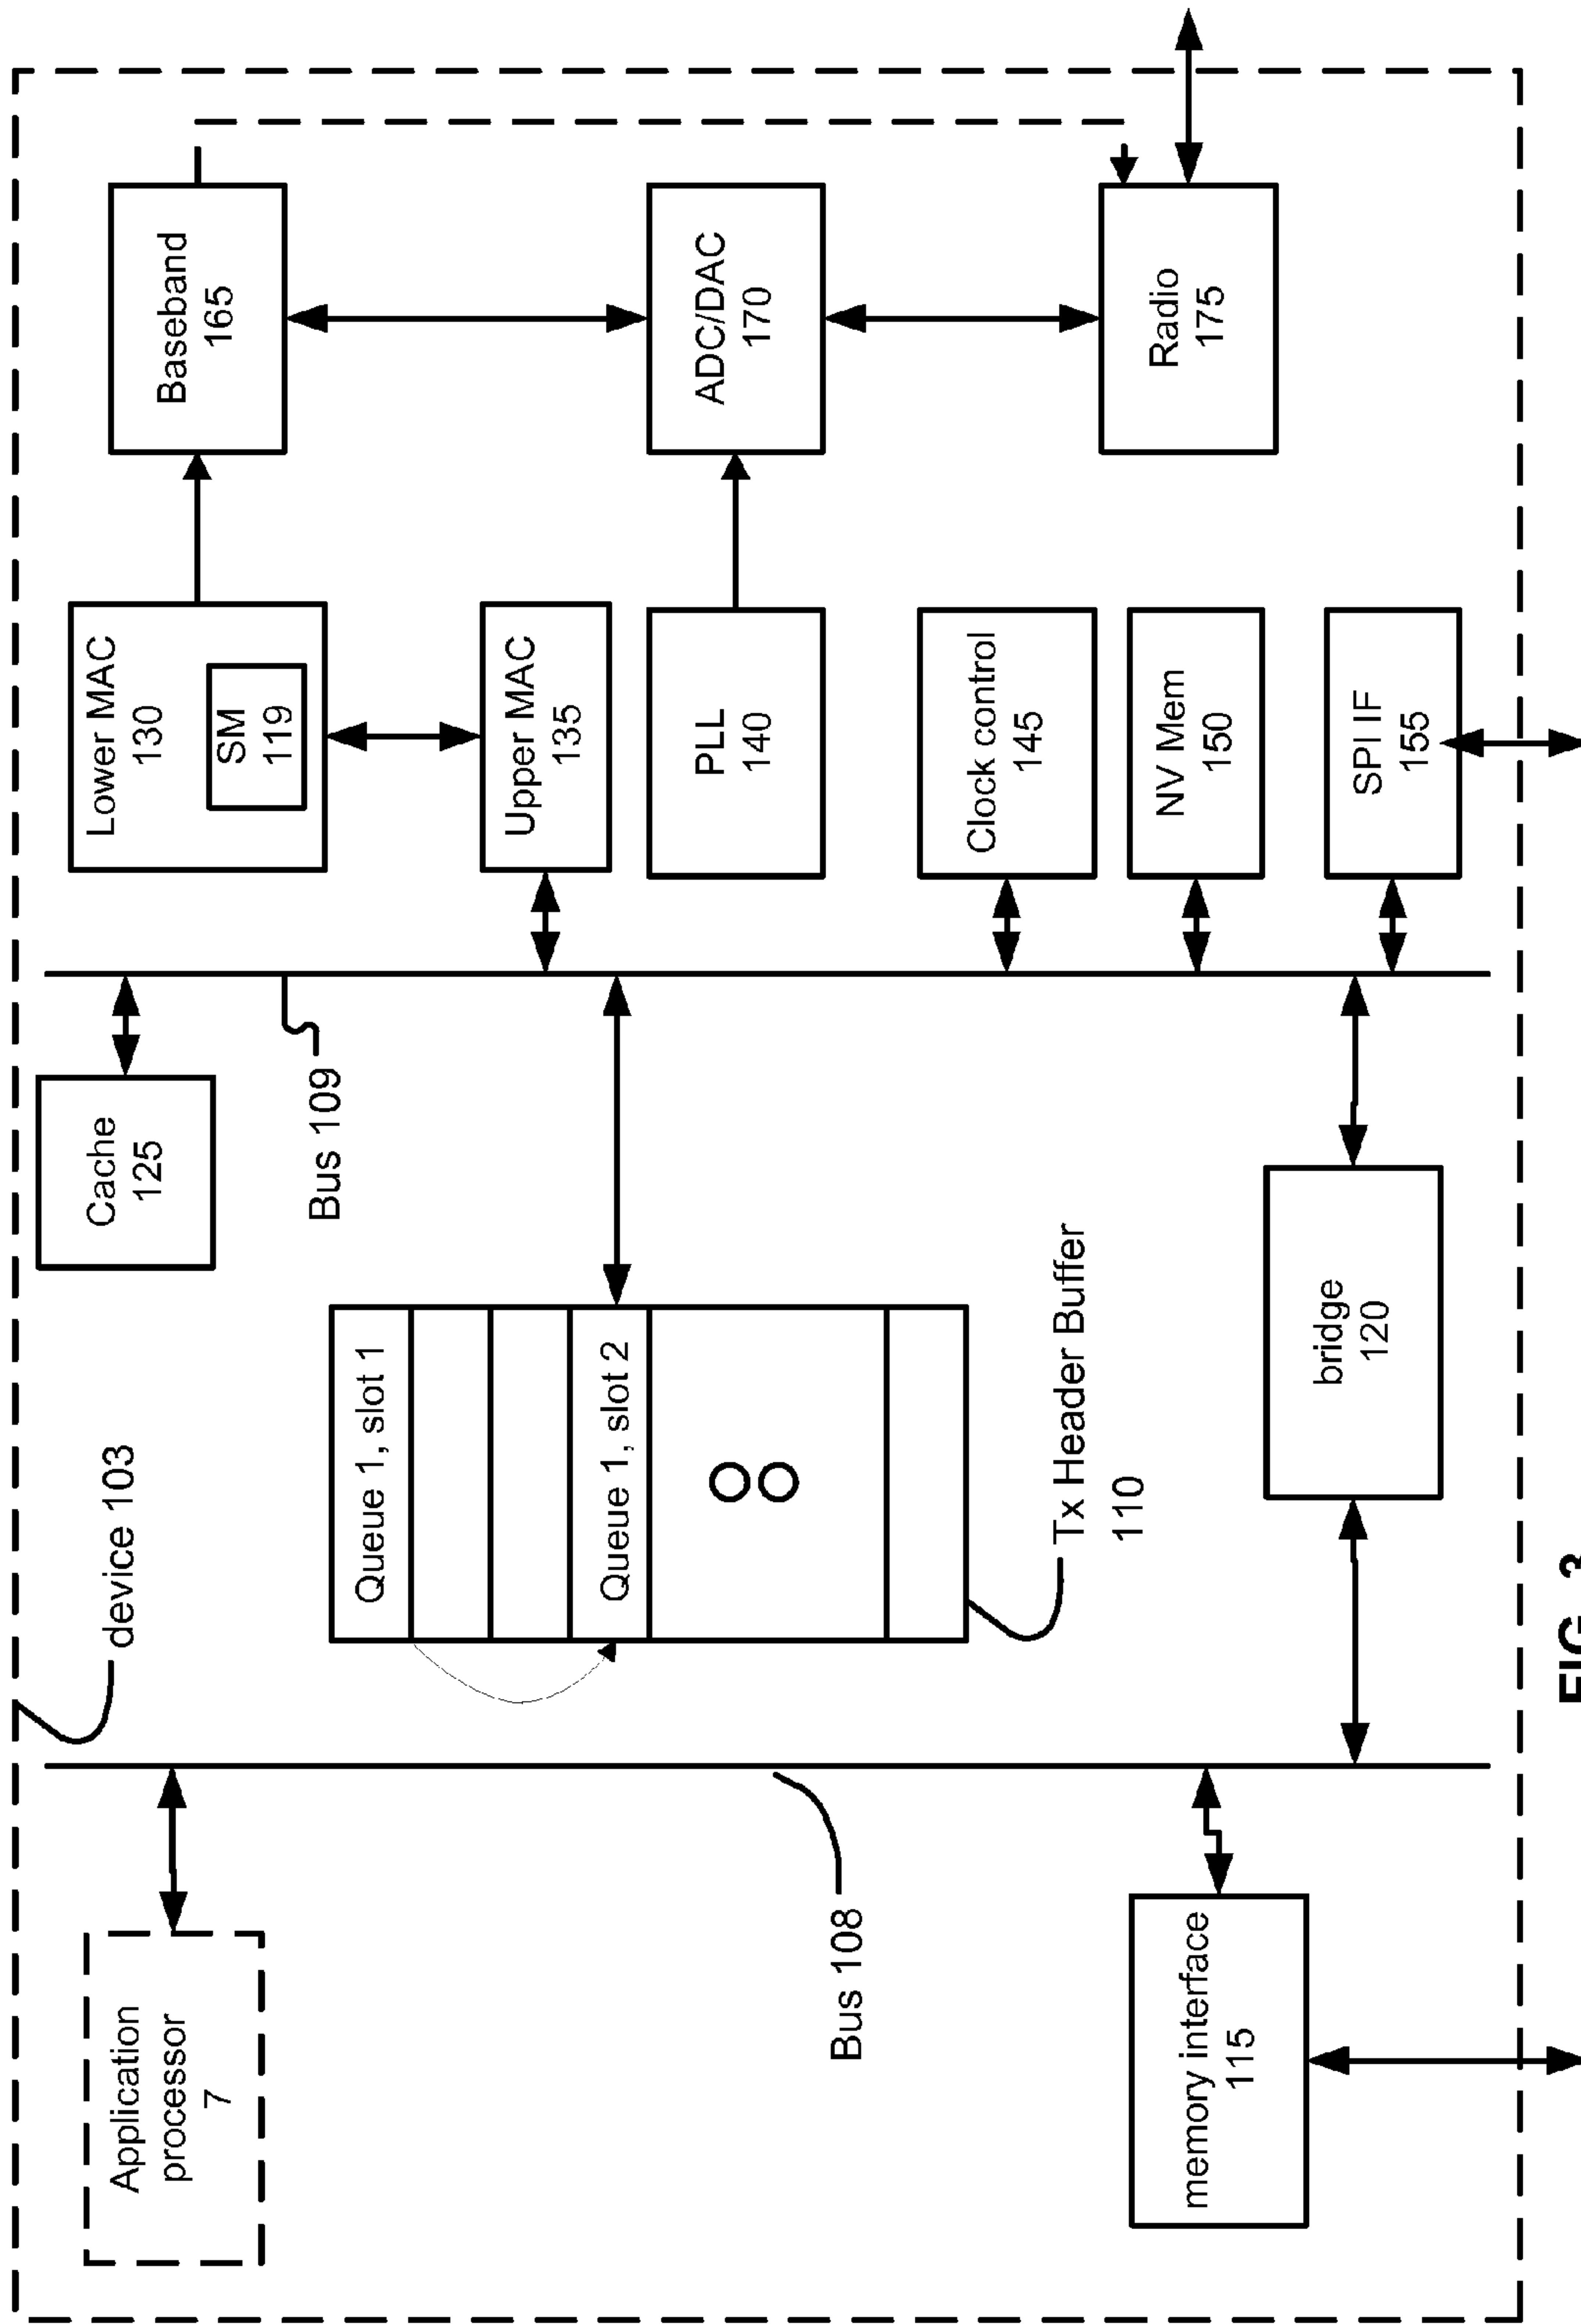 device 103
Application
processor
7
Bus 108
memory interface
115
Queue 1, slot 1
Queue 1, slot 2
Tx Header Buffer
110
bridge
120
Cache
125
Bus 109
Lower MAC
130
SM
119
Upper MAC
135
PLL
140
Clock control
145
NV Mem
150
SPI IF
155
Baseband
165
ADC/DAC
170
Radio
175
FIG. 3